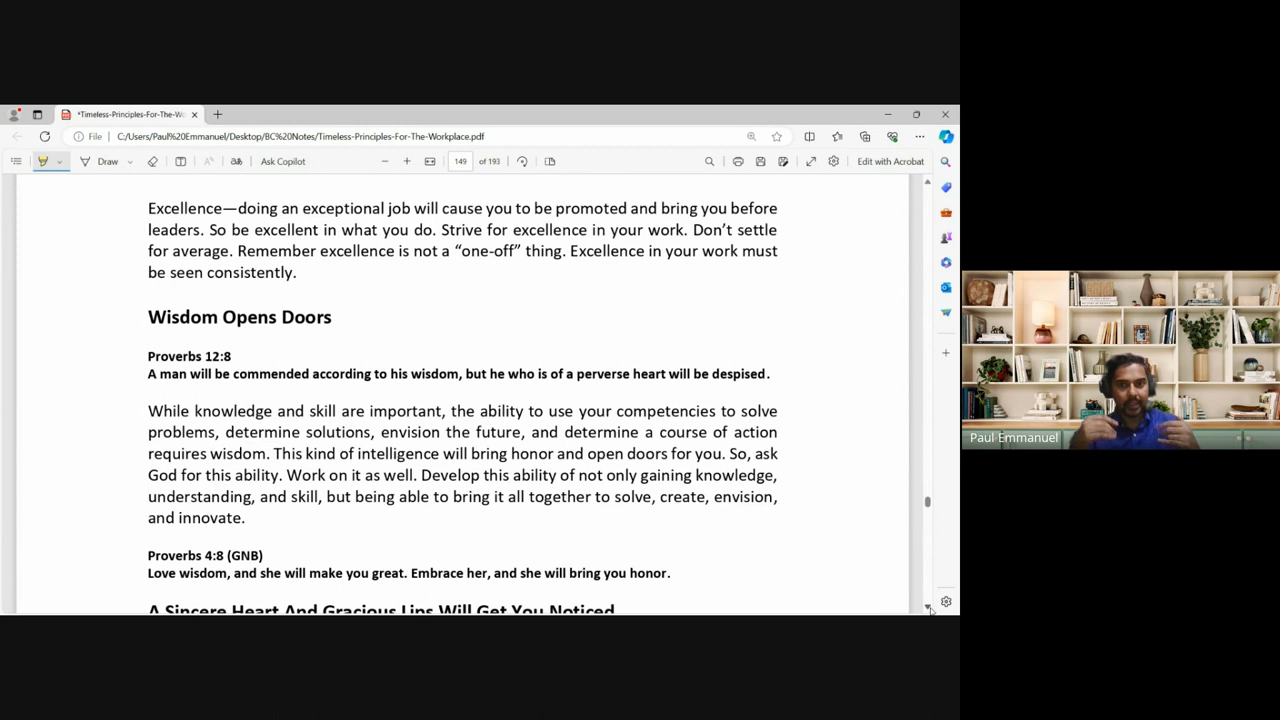 *Timeless-Principles-For-The-Wo
File
C:/Users/Paul%20Emmanuel/Desktop/BC%20Notes/Timeless-Principles-For-The-Workplace.pdf
Draw
Ask Copilot
149 of 193
Edit with Acrobat
Excellence—doing an exceptional job will cause you to be promoted and bring you before
leaders. So be excellent in what you do. Strive for excellence in your work. Don’t settle
for average. Remember excellence is not a “one-off” thing. Excellence in your work must
be seen consistently.
Wisdom Opens Doors
Proverbs 12:8
A man will be commended according to his wisdom, but he who is of a perverse heart will be despised.
While knowledge and skill are important, the ability to use your competencies to solve
problems, determine solutions, envision the future, and determine a course of action
requires wisdom. This kind of intelligence will bring honor and open doors for you. So, ask
God for this ability. Work on it as well. Develop this ability of not only gaining knowledge,
understanding, and skill, but being able to bring it all together to solve, create, envision,
and innovate.
Proverbs 4:8 (GNB)
Love wisdom, and she will make you great. Embrace her, and she will bring you honor.
A Sincere Heart And Gracious Lips Will Get You Noticed
Paul Emmanuel